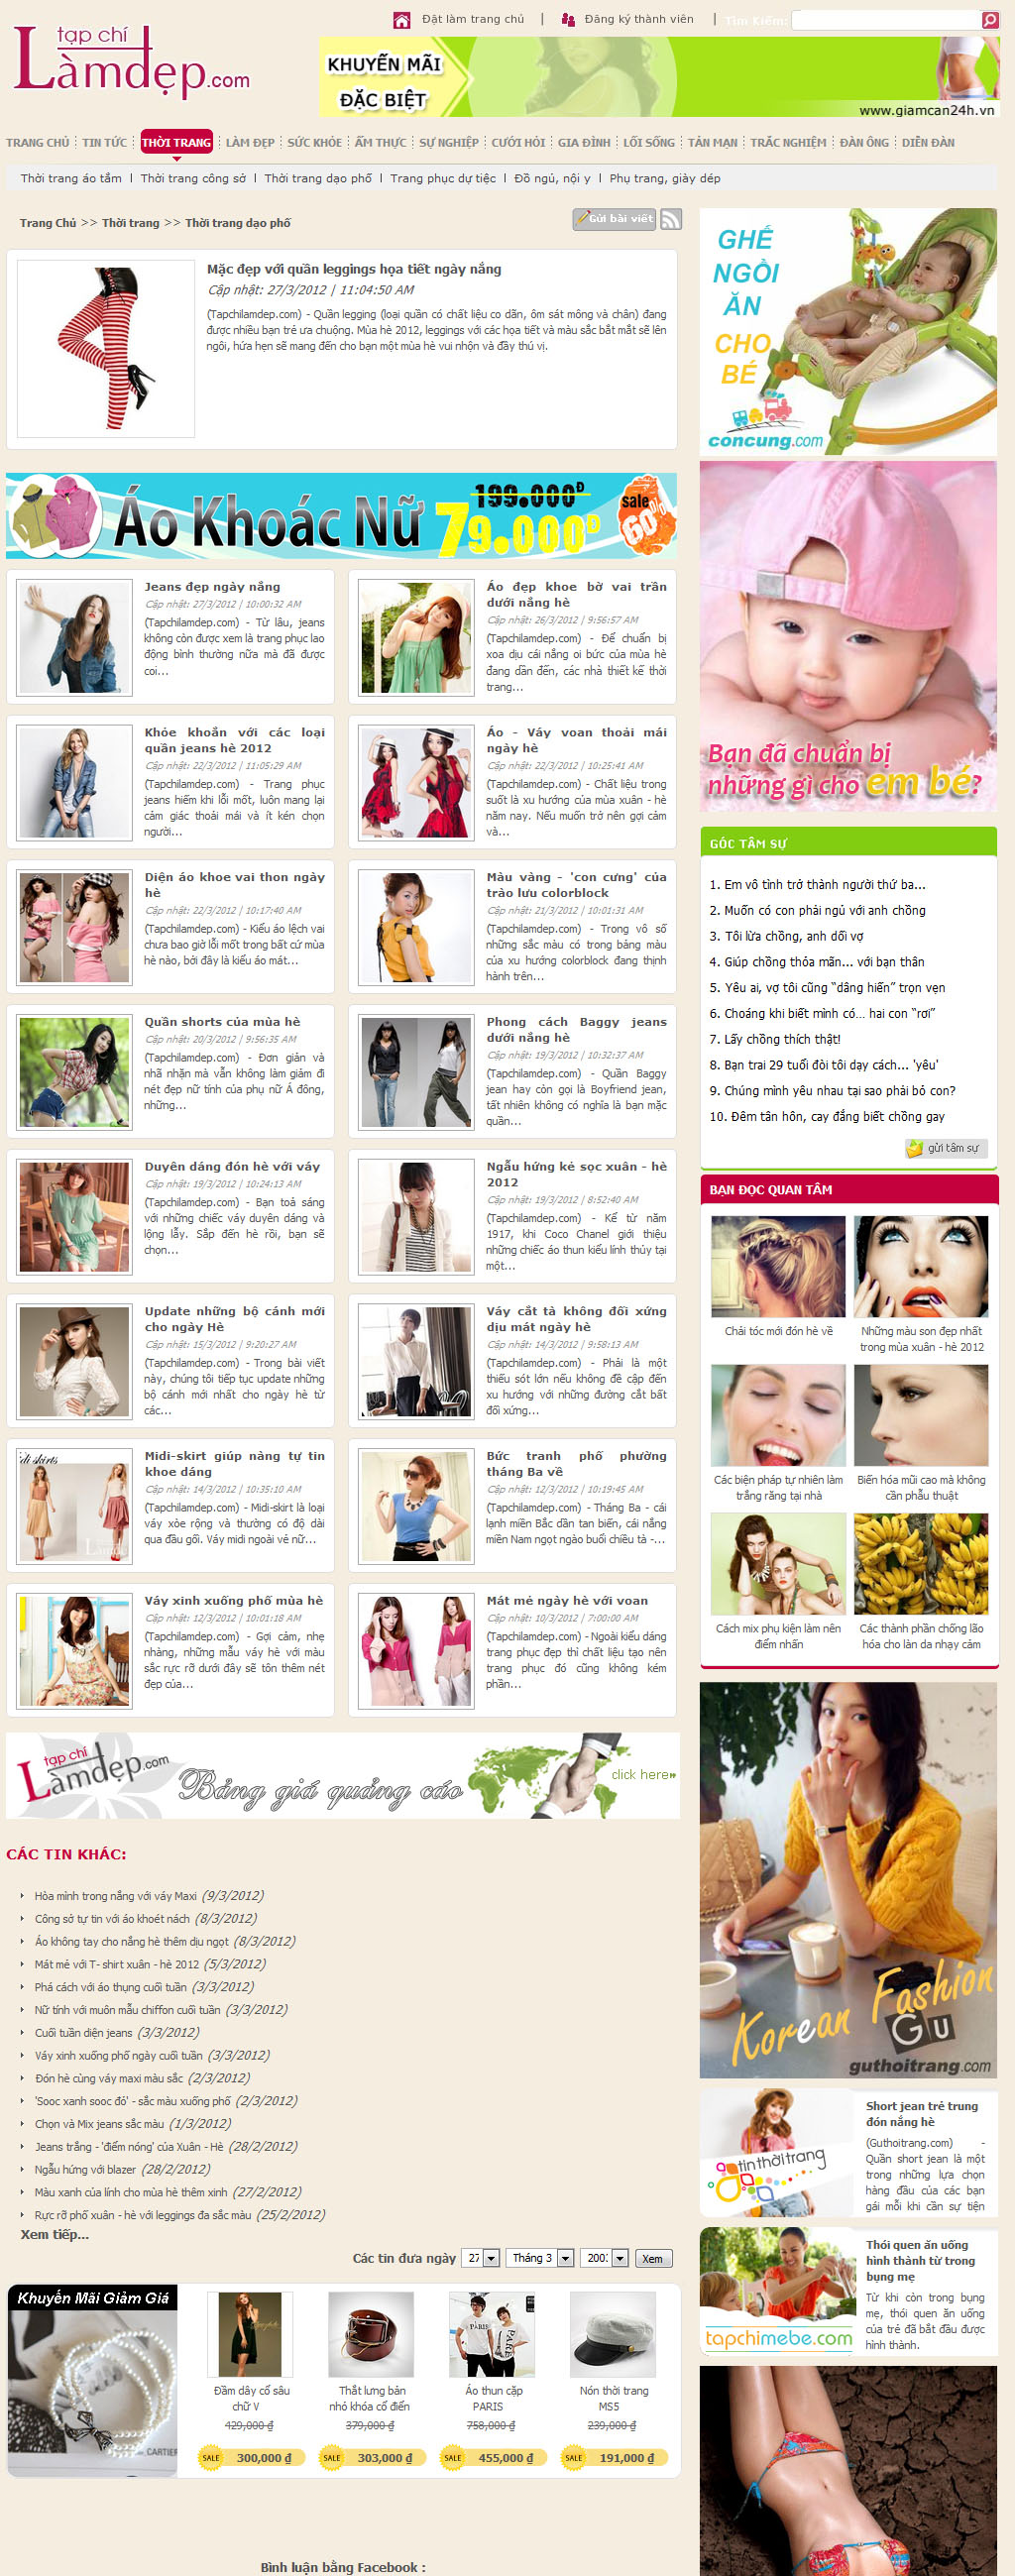 tạp chí
Làmđẹp.com
Đặt làm trang chủ | Đăng ký thành viên | Tìm Kiếm:
KHUYẾN MÃI
ĐẶC BIỆT
www.giamcan24h.vn
TRANG CHỦ TIN TỨC THỜI TRANG LÀM ĐẸP SỨC KHỎE ẨM THỰC SỰ NGHIỆP CƯỚI HỎI GIA ĐÌNH LỐI SỐNG TẢN MẠN TRẮC NGHIỆM ĐÀN ÔNG DIỄN ĐÀN
Thời trang áo tắm | Thời trang công sở | Thời trang dạo phố | Trang phục dự tiệc | Đồ ngủ, nội y | Phụ trang, giày dép
Trang Chủ >> Thời trang >> Thời trang dạo phố
Gửi bài viết
Mặc đẹp với quần leggings họa tiết ngày nắng
Cập nhật: 27/3/2012 | 11:04:50 AM
(Tapchilamdep.com) - Quần legging (loại quần có chất liệu co dãn, ôm sát mông và chân) đang
được nhiều bạn trẻ ưa chuộng. Mùa hè 2012, leggings với các họa tiết và màu sắc bắt mắt sẽ lên
ngôi, hứa hẹn sẽ mang đến cho bạn một mùa hè vui nhộn và đầy thú vị.
Áo Khoác Nữ
199.000Đ
79.000Đ
sale
60%
Jeans đẹp ngày nắng
Cập nhật: 27/3/2012 | 10:00:32 AM
(Tapchilamdep.com) - Từ lâu, jeans
không còn được xem là trang phục lao
động bình thường nữa mà đã được
coi...
Áo đẹp khoe bờ vai trần
dưới nắng hè
Cập nhật: 26/3/2012 | 9:56:57 AM
(Tapchilamdep.com) - Để chuẩn bị
xoa dịu cái nắng oi bức của mùa hè
đang dần đến, các nhà thiết kế thời
trang...
Khỏe khoắn với các loại
quần jeans hè 2012
Cập nhật: 22/3/2012 | 11:05:29 AM
(Tapchilamdep.com) - Trang phục
jeans hiếm khi lỗi mốt, luôn mang lại
cảm giác thoải mái và ít kén chọn
người...
Áo - Váy voan thoải mái
ngày hè
Cập nhật: 22/3/2012 | 10:25:41 AM
(Tapchilamdep.com) - Chất liệu trong
suốt là xu hướng của mùa xuân - hè
năm nay. Nếu muốn trở nên gợi cảm
và...
Diện áo khoe vai thon ngày
hè
Cập nhật: 22/3/2012 | 10:17:40 AM
(Tapchilamdep.com) - Kiểu áo lệch vai
chưa bao giờ lỗi mốt trong bất cứ mùa
hè nào, bởi đây là kiểu áo mát...
Màu vàng - 'con cưng' của
trào lưu colorblock
Cập nhật: 21/3/2012 | 10:01:31 AM
(Tapchilamdep.com) - Trong vô số
những sắc màu có trong bảng màu
của xu hướng colorblock đang thịnh
hành trên...
Quần shorts của mùa hè
Cập nhật: 20/3/2012 | 9:56:35 AM
(Tapchilamdep.com) - Đơn giản và
nhã nhặn mà vẫn không làm giảm đi
nét đẹp nữ tính của phụ nữ Á đông,
những...
Phong cách Baggy jeans
dưới nắng hè
Cập nhật: 19/3/2012 | 10:32:37 AM
(Tapchilamdep.com) - Quần Baggy
jean hay còn gọi là Boyfriend jean,
tất nhiên không có nghĩa là bạn mặc
quần...
Duyên dáng đón hè với váy
Cập nhật: 19/3/2012 | 10:24:13 AM
(Tapchilamdep.com) - Bạn toả sáng
với những chiếc váy duyên dáng và
lộng lẫy. Sắp đến hè rồi, bạn sẽ
chọn...
Ngẫu hứng kẻ sọc xuân - hè
2012
Cập nhật: 19/3/2012 | 8:52:40 AM
(Tapchilamdep.com) - Kể từ năm
1917, khi Coco Chanel giới thiệu
những chiếc áo thun kiểu lính thủy tại
một...
Update những bộ cánh mới
cho ngày Hè
Cập nhật: 15/3/2012 | 9:20:27 AM
(Tapchilamdep.com) - Trong bài viết
này, chúng tôi tiếp tục update những
bộ cánh mới nhất cho ngày hè từ
các...
Váy cắt tà không đối xứng
dịu mát ngày hè
Cập nhật: 14/3/2012 | 9:58:13 AM
(Tapchilamdep.com) - Phải là một
thiếu sót lớn nếu không đề cập đến
xu hướng với những đường cắt bất
đối xứng...
Midi-skirt giúp nàng tự tin
khoe dáng
Cập nhật: 14/3/2012 | 10:35:10 AM
(Tapchilamdep.com) - Midi-skirt là loại
váy xòe rộng và thường có độ dài
qua đầu gối. Váy midi ngoài vẻ nữ...
Bức tranh phố phường
tháng Ba về
Cập nhật: 12/3/2012 | 10:19:45 AM
(Tapchilamdep.com) - Tháng Ba - cái
lạnh miền Bắc dần tan biến, cái nắng
miền Nam ngọt ngào buổi chiều tà -...
Váy xinh xuống phố mùa hè
Cập nhật: 12/3/2012 | 10:01:18 AM
(Tapchilamdep.com) - Gợi cảm, nhẹ
nhàng, những mẫu váy hè với màu
sắc rực rỡ dưới đây sẽ tôn thêm nét
đẹp của...
Mát mẻ ngày hè với voan
Cập nhật: 10/3/2012 | 7:00:00 AM
(Tapchilamdep.com) - Ngoài kiểu dáng
trang phục đẹp thì chất liệu tạo nên
trang phục đó cũng không kém
phần...
tạp chí
Làmđẹp.com
Bảng giá quảng cáo
click here»
CÁC TIN KHÁC:
Hòa mình trong nắng với váy Maxi (9/3/2012)
Công sở tự tin với áo khoét nách (8/3/2012)
Áo không tay cho nắng hè thêm dịu ngọt (8/3/2012)
Mát mẻ với T- shirt xuân - hè 2012 (5/3/2012)
Phá cách với áo thụng cuối tuần (3/3/2012)
Nữ tính với muôn mẫu chiffon cuối tuần (3/3/2012)
Cuối tuần diện jeans (3/3/2012)
Váy xinh xuống phố ngày cuối tuần (3/3/2012)
Đón hè cùng váy maxi màu sắc (2/3/2012)
'Sooc xanh sooc đỏ' - sắc màu xuống phố (2/3/2012)
Chọn và Mix jeans sắc màu (1/3/2012)
Jeans trắng - 'điểm nóng' của Xuân - Hè (28/2/2012)
Ngẫu hứng với blazer (28/2/2012)
Màu xanh của lính cho mùa hè thêm xinh (27/2/2012)
Rực rỡ phố xuân - hè với leggings đa sắc màu (25/2/2012)
Xem tiếp...
Các tin đưa ngày 27 Tháng 3 200 Xem
Khuyến Mãi Giảm Giá
PARIS PARIS
Đầm dây cổ sâu
chữ V
429,000 ₫
SALE 300,000 ₫
Thắt lưng bản
nhỏ khóa cổ điển
379,000 ₫
SALE 303,000 ₫
Áo thun cặp
PARIS
758,000 ₫
SALE 455,000 ₫
Nón thời trang
MS5
239,000 ₫
SALE 191,000 ₫
Bình luận bằng Facebook :
GHẾ
NGỒI
ĂN
CHO
BÉ
concung.com
Bạn đã chuẩn bị
những gì cho em bé?
GÓC TÂM SỰ
1. Em vô tình trở thành người thứ ba...
2. Muốn có con phải ngủ với anh chồng
3. Tôi lừa chồng, anh dối vợ
4. Giúp chồng thỏa mãn... với bạn thân
5. Yêu ai, vợ tôi cũng “dâng hiến” trọn vẹn
6. Choáng khi biết mình có... hai con “rơi”
7. Lấy chồng thích thật!
8. Bạn trai 29 tuổi đòi tôi dạy cách... 'yêu'
9. Chúng mình yêu nhau tại sao phải bỏ con?
10. Đêm tân hôn, cay đắng biết chồng gay
gửi tâm sự
BẠN ĐỌC QUAN TÂM
Chải tóc mới đón hè về
Những màu son đẹp nhất
trong mùa xuân - hè 2012
Các biện pháp tự nhiên làm
trắng răng tại nhà
Biến hóa mũi cao mà không
cần phẫu thuật
Cách mix phụ kiện làm nên
điểm nhấn
Các thành phần chống lão
hóa cho làn da nhạy cảm
Korean Fashion
Gu
guthoitrang.com
tinthờitrang
Short jean trẻ trung
đón nắng hè
(Guthoitrang.com) -
Quần short jean là một
trong những lựa chọn
hàng đầu của các bạn
gái mỗi khi cần sự tiện
tapchimebe.com
Thói quen ăn uống
hình thành từ trong
bụng mẹ
Từ khi còn trong bụng
mẹ, thói quen ăn uống
của trẻ đã bắt đầu được
hình thành.